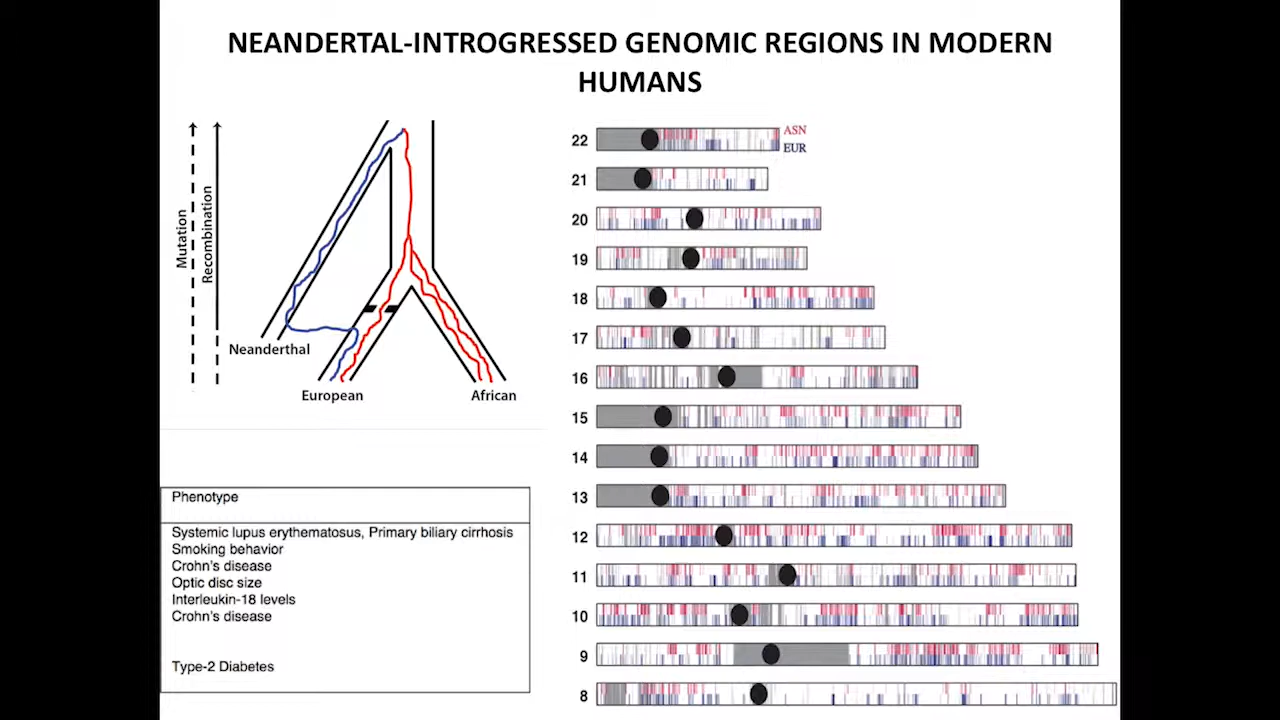 NEANDERTAL-INTROGRESSED GENOMIC REGIONS IN MODERN
HUMANS
Mutation
Recombination
Neanderthal
European
African
Phenotype
Systemic lupus erythematosus, Primary biliary cirrhosis
Smoking behavior
Crohn's disease
Optic disc size
Interleukin-18 levels
Crohn's disease
Type-2 Diabetes
22
ASN
EUR
21
20
19
18
17
16
15
14
13
12
11
10
9
8